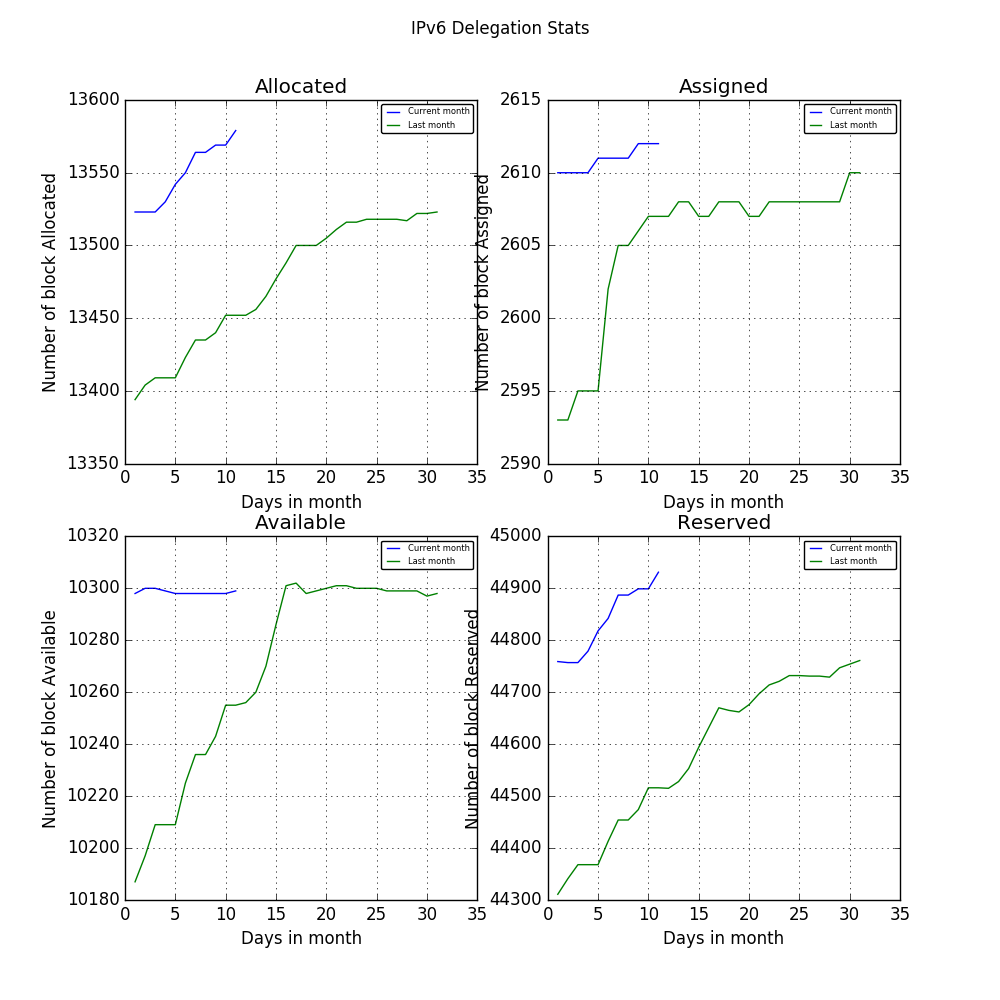 IPv6 Delegation Stats
Allocated
Number of block Allocated
13600
13550
13500
13450
13400
13350
Current month
Last month
0 5 10 15 20 25 30 35
Days in month
Assigned
Number of block Assigned
2615
2610
2605
2600
2595
2590
Current month
Last month
0 5 10 15 20 25 30 35
Days in month
Available
Number of block Available
10320
10300
10280
10260
10240
10220
10200
10180
Current month
Last month
0 5 10 15 20 25 30 35
Days in month
Reserved
Number of block Reserved
45000
44900
44800
44700
44600
44500
44400
44300
Current month
Last month
0 5 10 15 20 25 30 35
Days in month